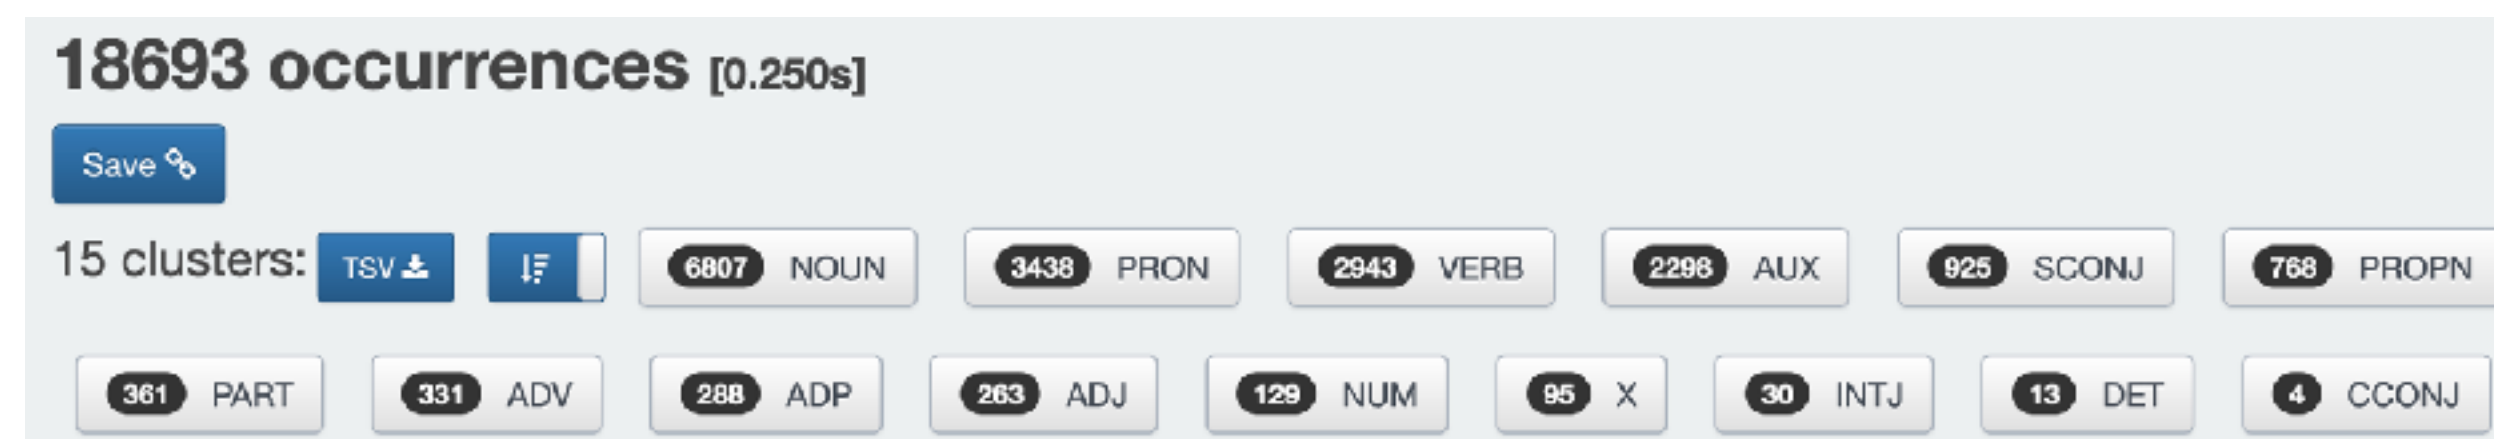 18693 occurrences [0.250s]
Save
15 clusters: TSV 6807 NOUN 3438 PRON 2943 VERB 2298 AUX 925 SCONJ 768 PROPN
361 PART 331 ADV 288 ADP 263 ADJ 129 NUM 95 X 30 INTJ 13 DET 4 CCONJ